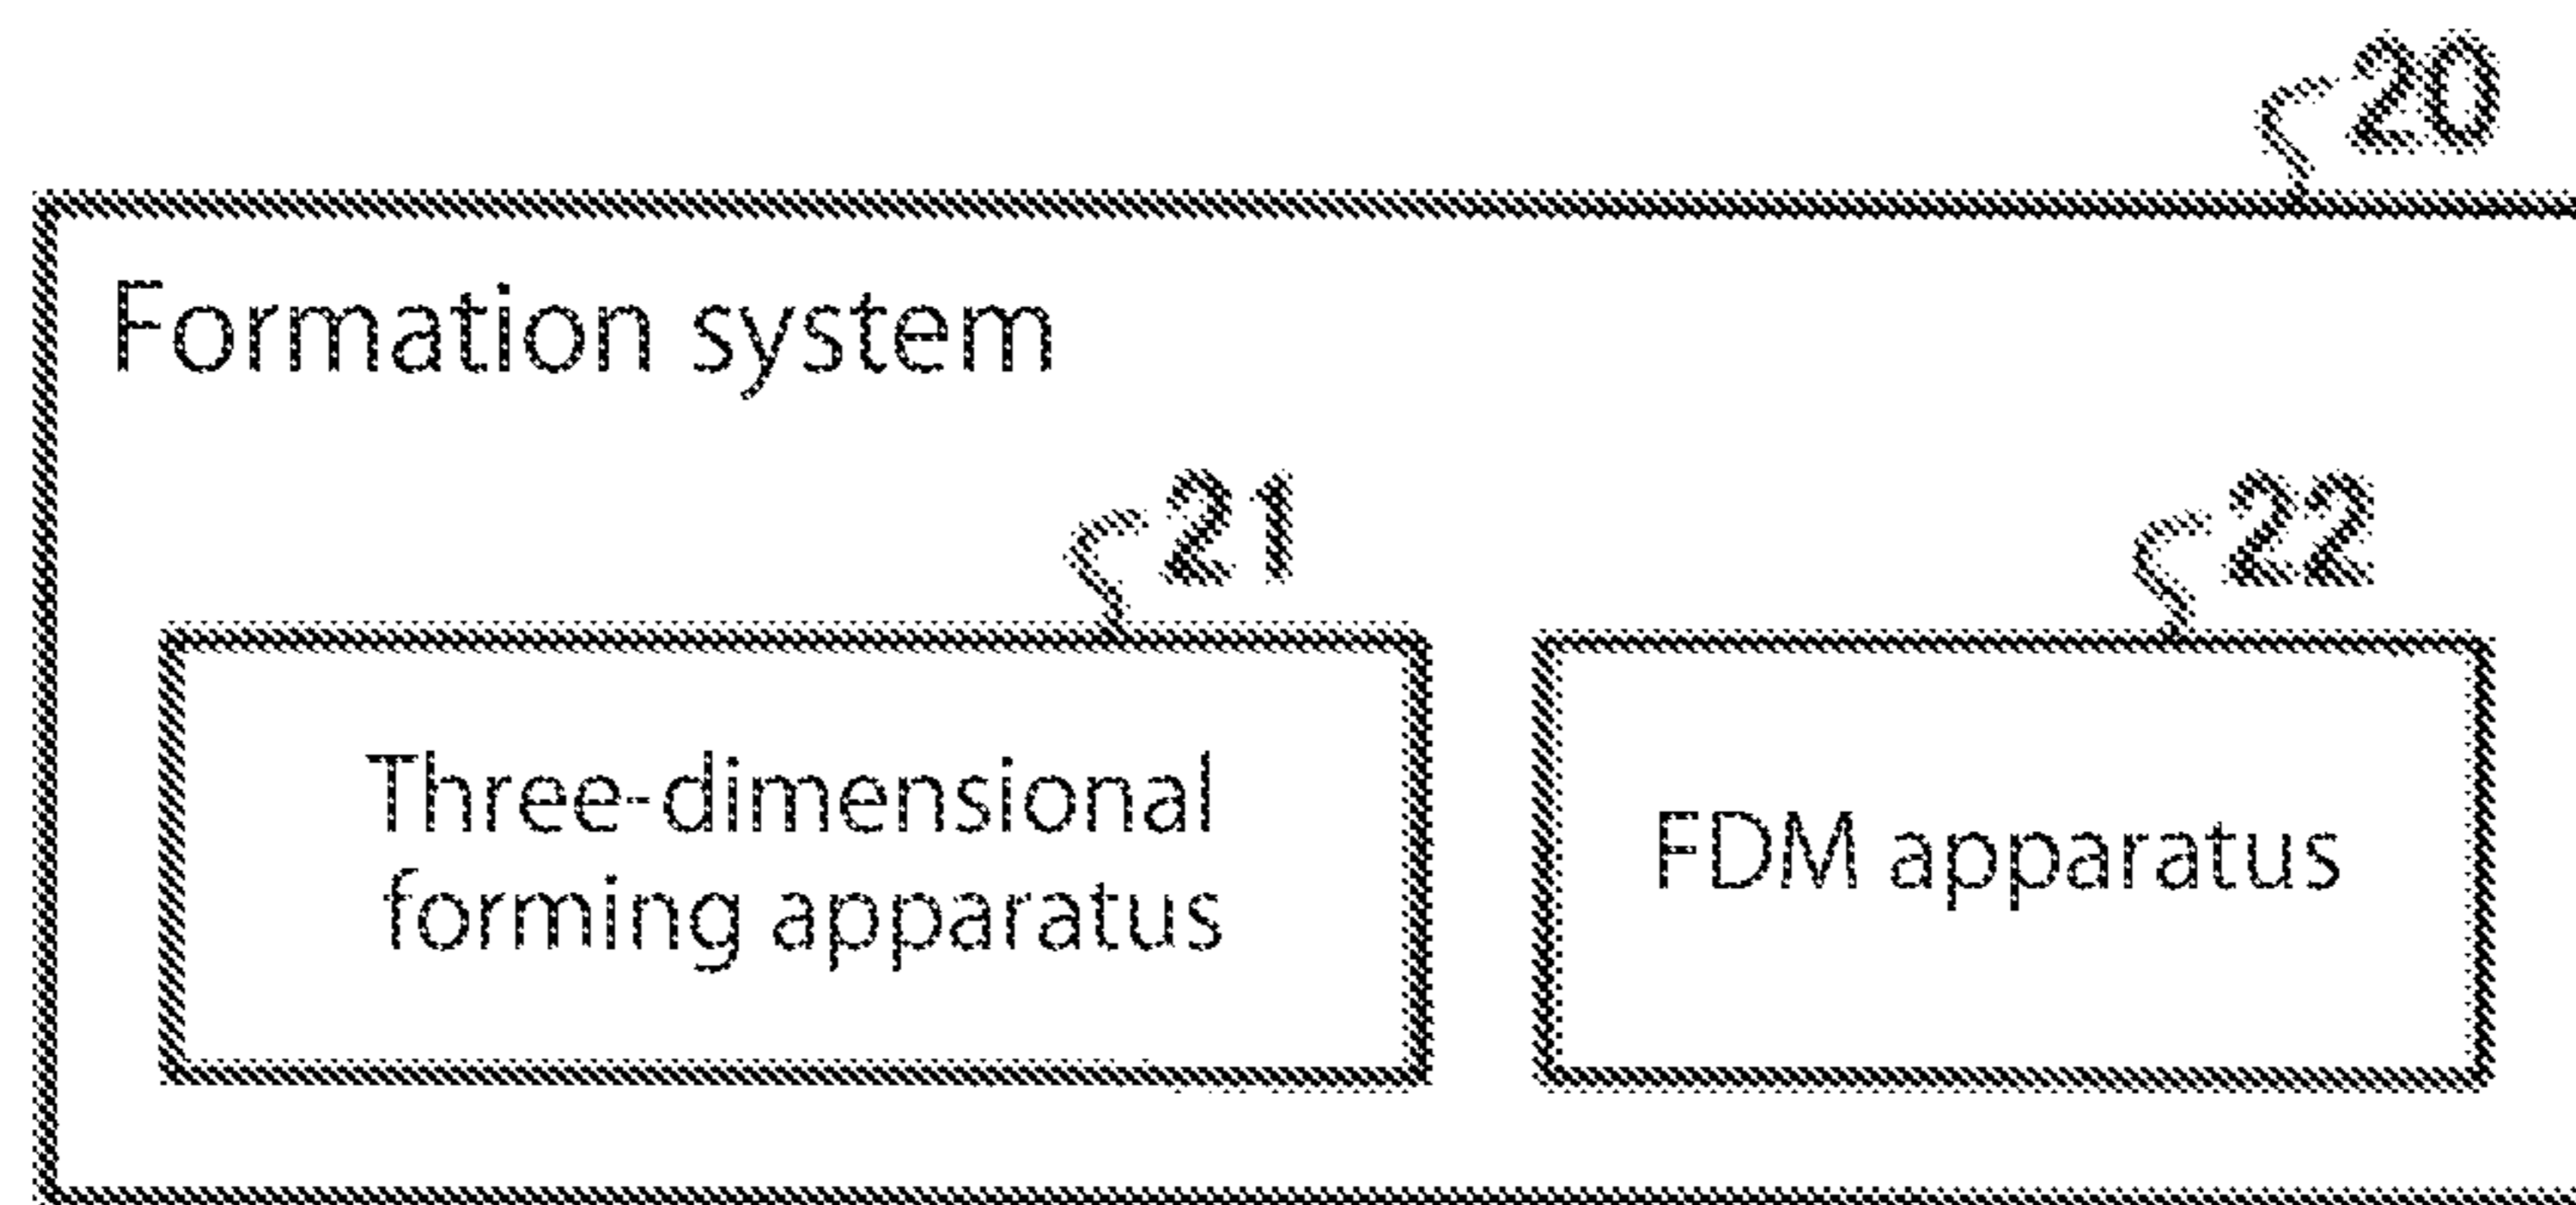 20
Formation system
21
22
Three-dimensional
forming apparatus
FDM apparatus